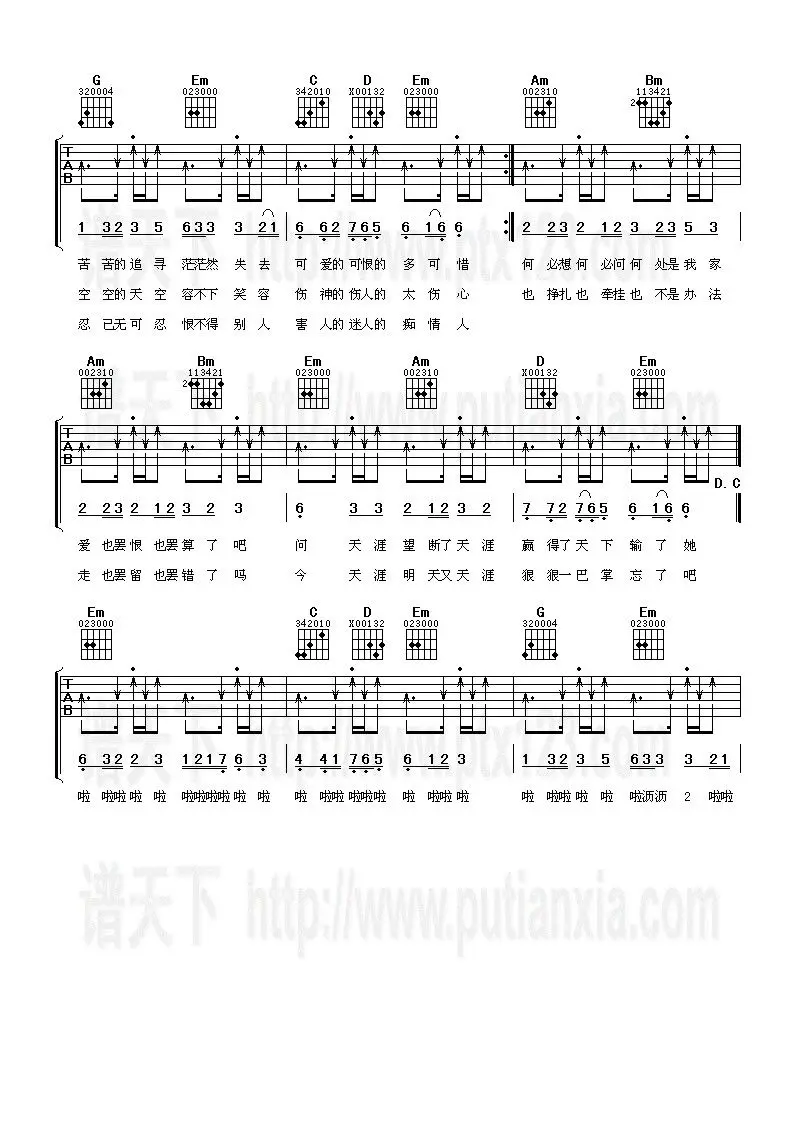 G Em C D Em Am Bm
320004 023000 342010 X00132 023000 002310 2 113421
T A B
1 32 3 5 633 3 21 6 62 765 6 16 6 2 23 2 12 3 23 5 3
苦 苦的 追 寻 茫茫然 失 去 可 爱的 可恨的 多 可 惜 何 必想 何 必问 何 处是 我 家
空 空的 天 空 容不下 笑 容 伤 神的 伤人的 太 伤 心 也 挣扎 也 牵挂 也 不是 办 法
忍 己无 可 忍 恨不得 别 人 害 人的 迷人的 痴 情 人
Am Bm Em Am D Em
002310 2 113421 023000 002310 X00132 023000
T A B
D.C
2 23 2 12 3 2 3 6 3 3 2 12 3 2 7 72 765 6 16 6
爱 也罢 恨 也罢 算 了 吧 问 天 涯 望 断了 天 涯 赢 得了 天 下 输 了 她
走 也罢 留 也罢 错 了 吗 今 天 涯 明 天又 天 涯 狠 狠一 巴 掌 忘 了 吧
Em C D Em G Em
023000 342010 X00132 023000 320004 023000
T A B
6 32 2 3 1217 6 3 4 41 765 6 12 3 1 32 3 5 633 3 21
啦 啦啦 啦 啦 啦啦啦啦 啦 啦 啦 啦啦 啦啦啦 啦 啦啦 啦 啦 啦啦 啦 啦 啦沥沥 2 啦啦
谱天下 http://www.putianxia.com